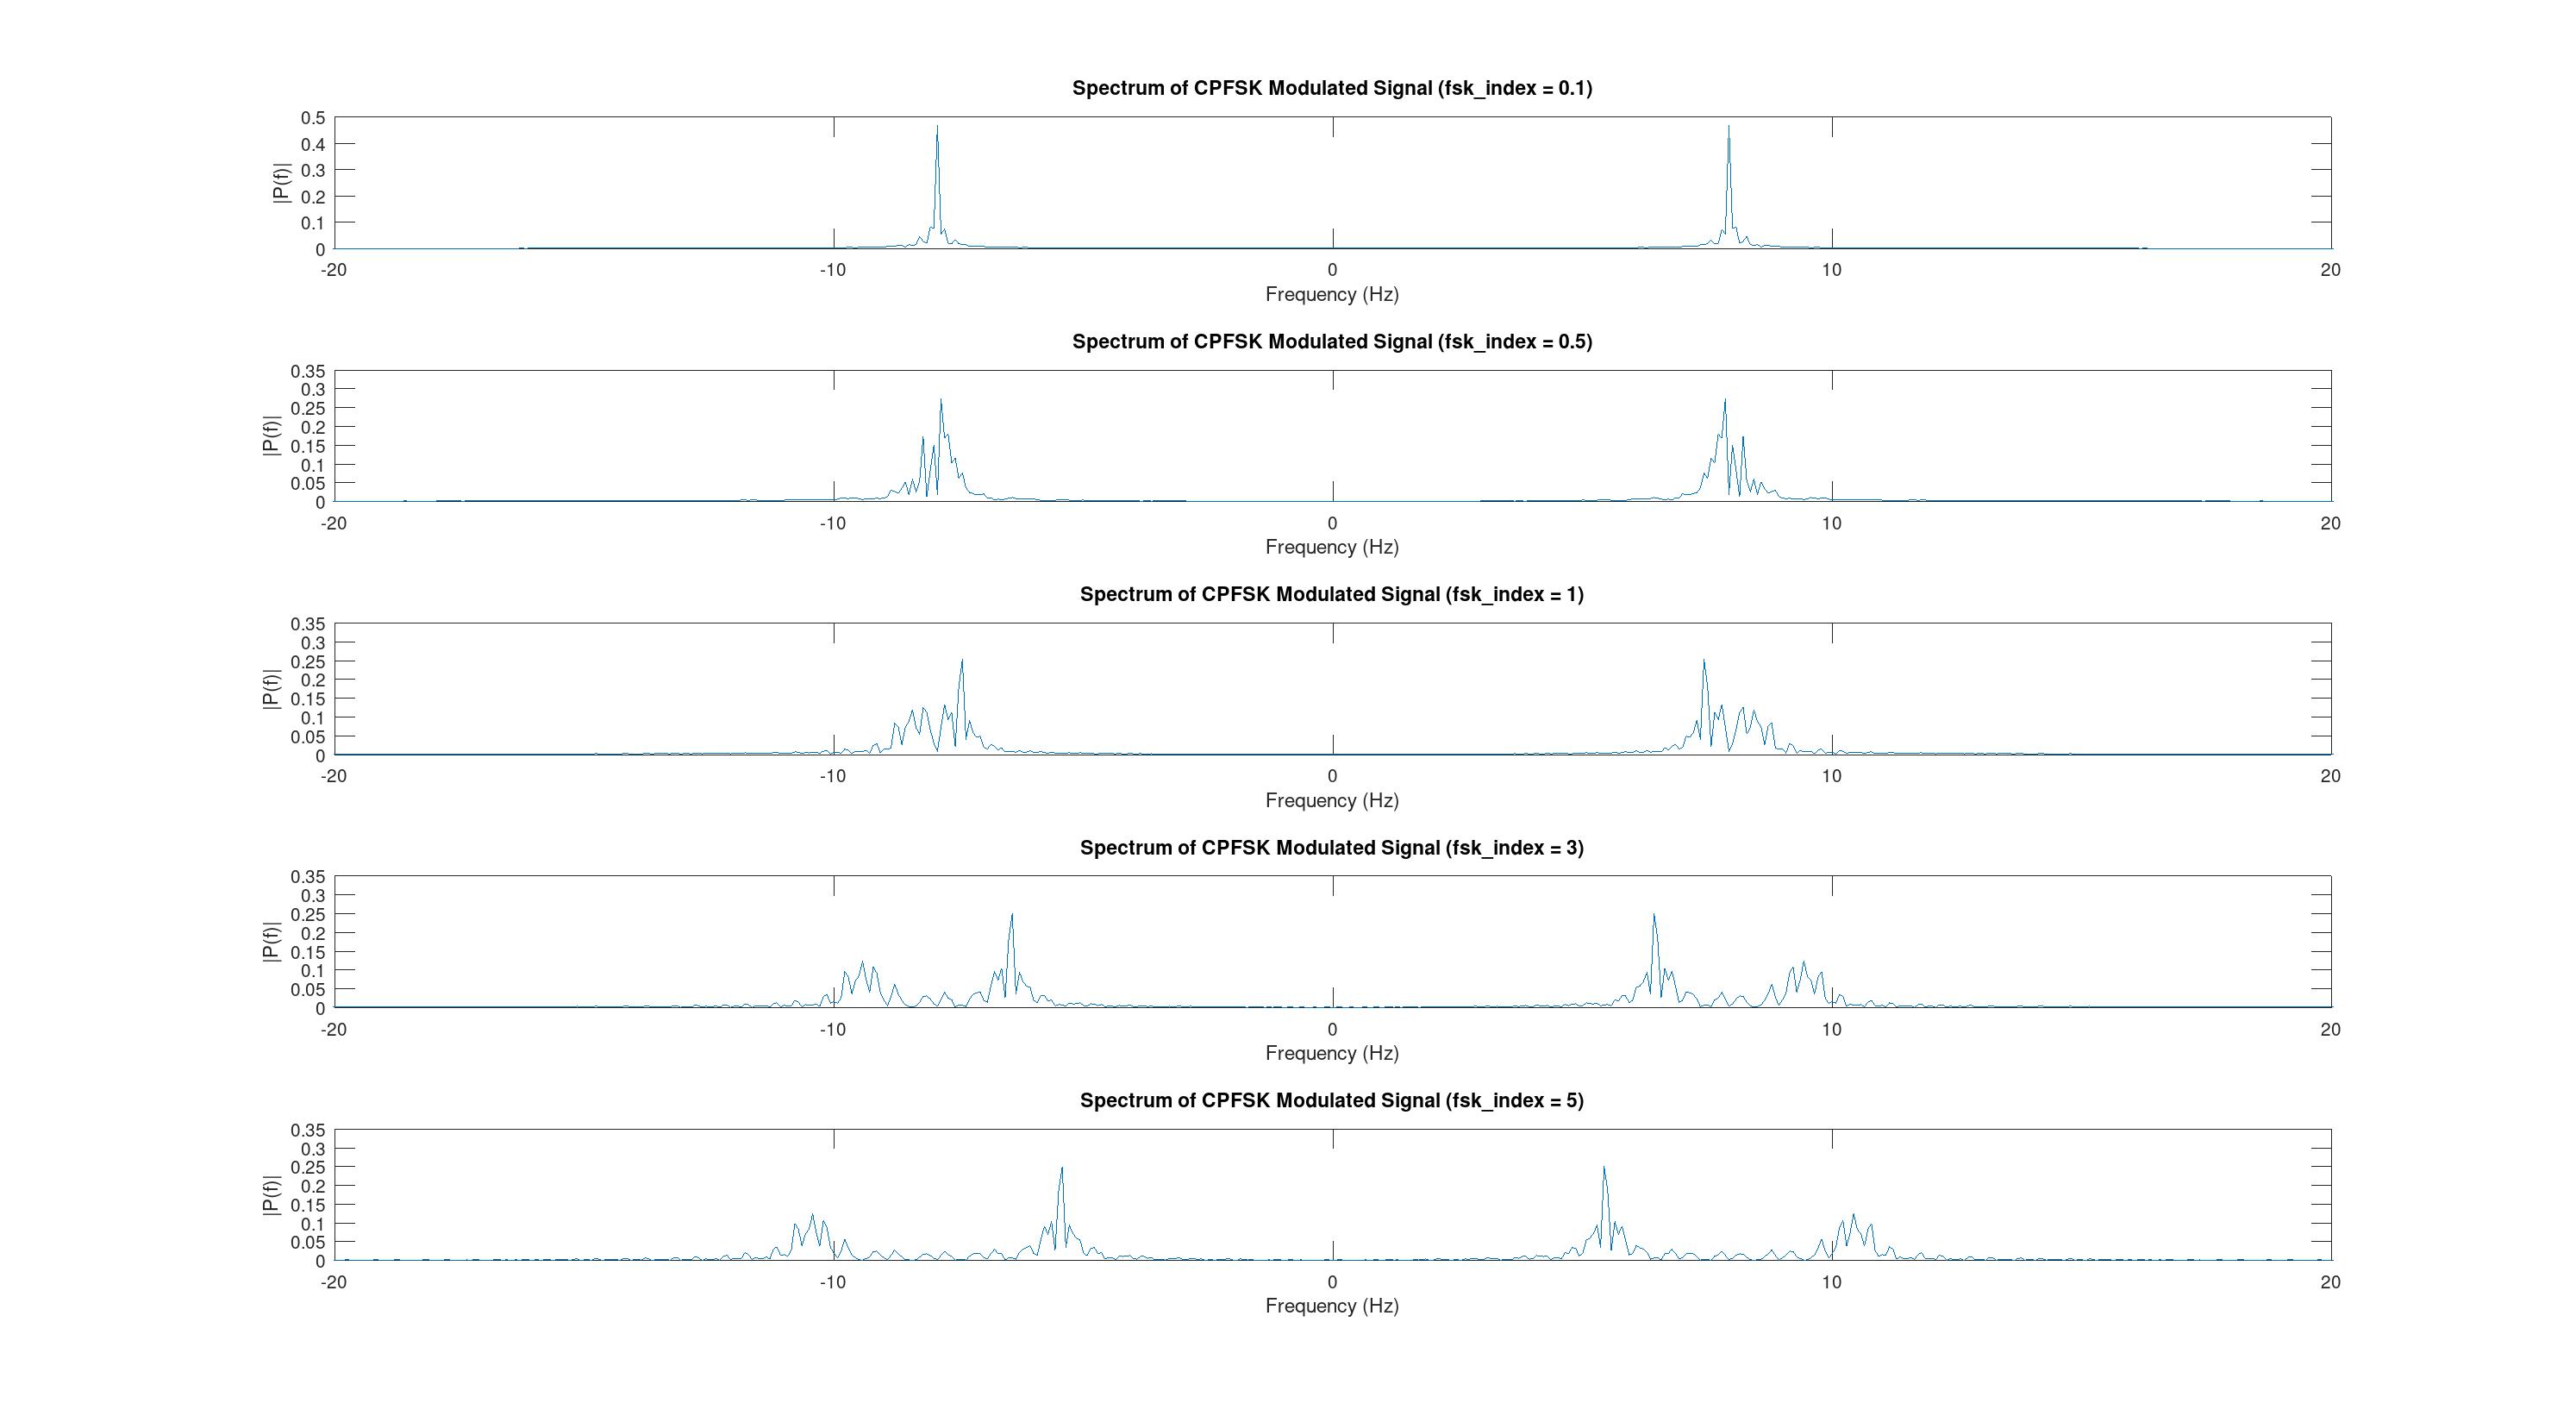 Spectrum of CPFSK Modulated Signal (fsk_index = 0.1)
0.5
0.4
0.3
0.2
0.1
0
|P(f)|
-20 -10 0 10 20
Frequency (Hz)
Spectrum of CPFSK Modulated Signal (fsk_index = 0.5)
0.35
0.3
0.25
0.2
0.15
0.1
0.05
0
|P(f)|
-20 -10 0 10 20
Frequency (Hz)
Spectrum of CPFSK Modulated Signal (fsk_index = 1)
0.35
0.3
0.25
0.2
0.15
0.1
0.05
0
|P(f)|
-20 -10 0 10 20
Frequency (Hz)
Spectrum of CPFSK Modulated Signal (fsk_index = 3)
0.35
0.3
0.25
0.2
0.15
0.1
0.05
0
|P(f)|
-20 -10 0 10 20
Frequency (Hz)
Spectrum of CPFSK Modulated Signal (fsk_index = 5)
0.35
0.3
0.25
0.2
0.15
0.1
0.05
0
|P(f)|
-20 -10 0 10 20
Frequency (Hz)